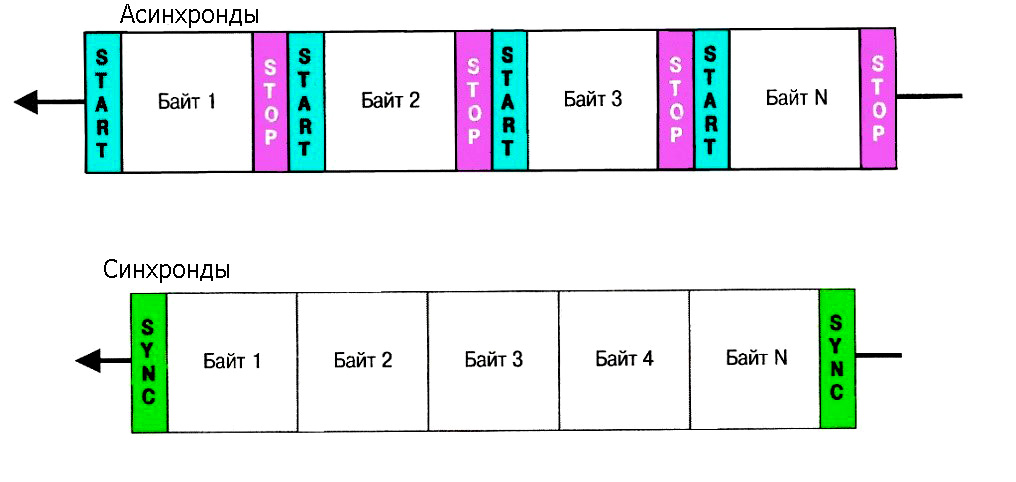 Асинхронды
START Байт 1 STOP START Байт 2 STOP START Байт 3 STOP START Байт N STOP
Синхронды
SYNC Байт 1 Байт 2 Байт 3 Байт 4 Байт N SYNC